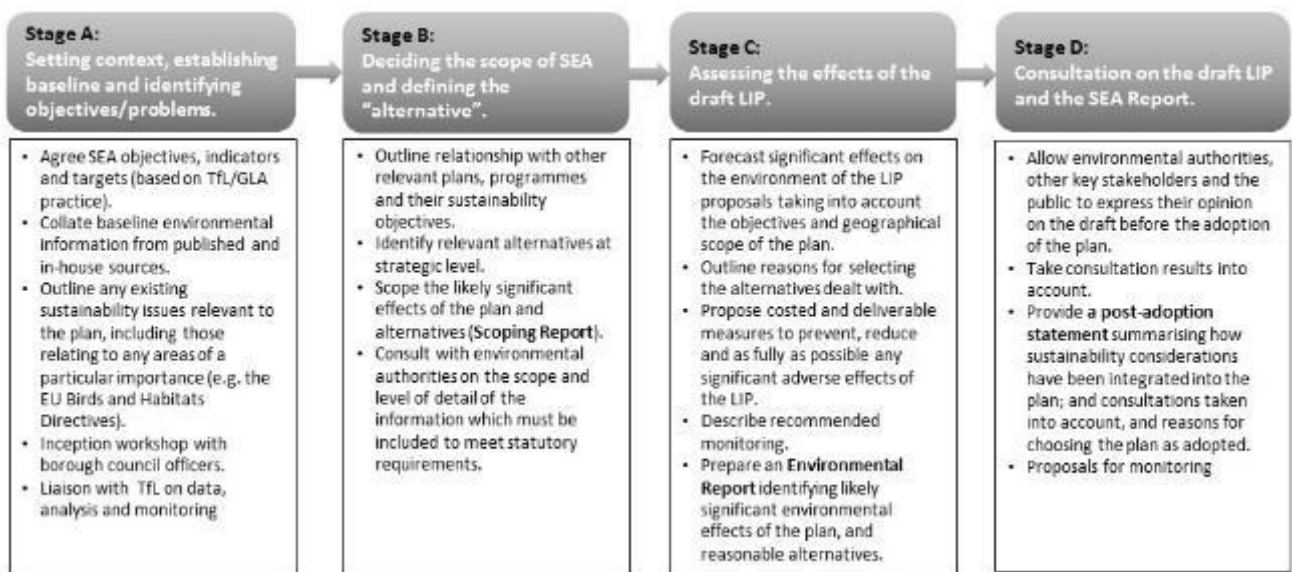 Stage A:
Setting context, establishing
baseline and identifying
objectives/problems.
• Agree SEA objectives, indicators
and targets (based on TfL/GLA
practice).
• Collate baseline environmental
information from published and
in-house sources.
• Outline any existing
sustainability issues relevant to
the plan, including those
relating to any areas of a
particular importance (e.g. the
EU Birds and Habitats
Directives).
• Inception workshop with
borough council officers.
• Liaison with TfL on data,
analysis and monitoring
Stage B:
Deciding the scope of SEA
and defining the
"alternative".
• Outline relationship with other
relevant plans, programmes
and their sustainability
objectives.
• Identify relevant alternatives at
strategic level.
• Scope the likely significant
effects of the plan and
alternatives (Scoping Report).
• Consult with environmental
authorities on the scope and
level of detail of the
information which must be
included to meet statutory
requirements.
Stage C:
Assessing the effects of the
draft LIP.
• Forecast significant effects on
the environment of the LIP
proposals taking into account
the objectives and geographical
scope of the plan.
• Outline reasons for selecting
the alternatives dealt with.
• Propose costed and deliverable
measures to prevent, reduce
and as fully as possible any
significant adverse effects of
the LIP.
• Describe recommended
monitoring.
• Prepare an Environmental
Report identifying likely
significant environmental
effects of the plan, and
reasonable alternatives.
Stage D:
Consultation on the draft LIP
and the SEA Report.
• Allow environmental authorities,
other key stakeholders and the
public to express their opinion
on the draft before the adoption
of the plan.
• Take consultation results into
account.
• Provide a post-adoption
statement summarising how
sustainability considerations
have been integrated into the
plan; and consultations taken
into account, and reasons for
choosing the plan as adopted.
• Proposals for monitoring